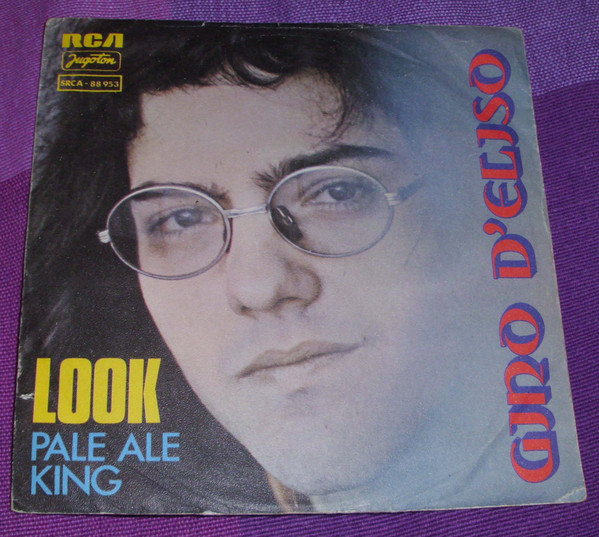 RCA
Jugoton
SRCA - 88 953
GINO D'ELISO
LOOK
PALE ALE
KING